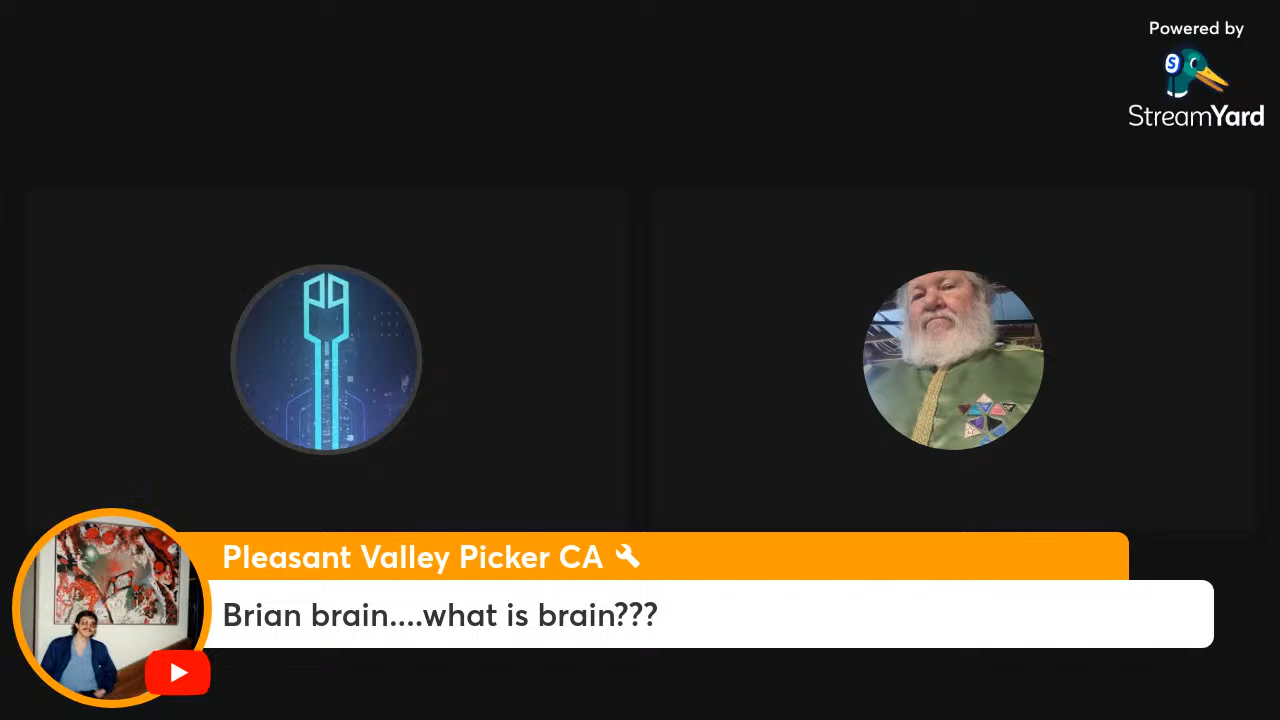 Powered by
S
StreamYard
Pleasant Valley Picker CA
Brian brain....what is brain???